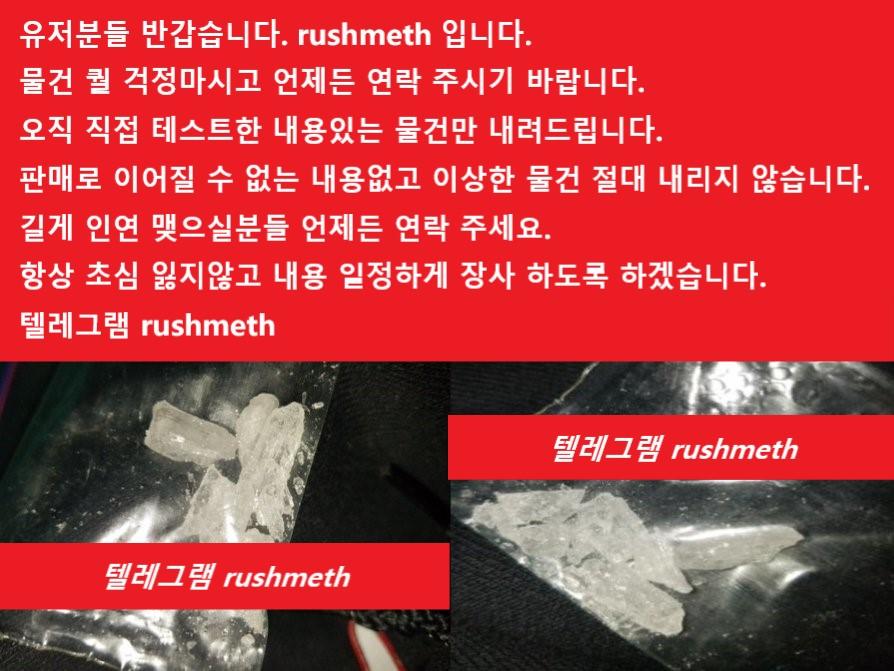 유저분들 반갑습니다. rushmeth 입니다.
물건 퀄 걱정마시고 언제든 연락 주시기 바랍니다.
오직 직접 테스트한 내용있는 물건만 내려드립니다.
판매로 이어질 수 없는 내용없고 이상한 물건 절대 내리지 않습니다.
길게 인연 맺으실분들 언제든 연락 주세요.
항상 초심 잃지않고 내용 일정하게 장사 하도록 하겠습니다.
텔레그램 rushmeth
텔레그램 rushmeth
텔레그램 rushmeth